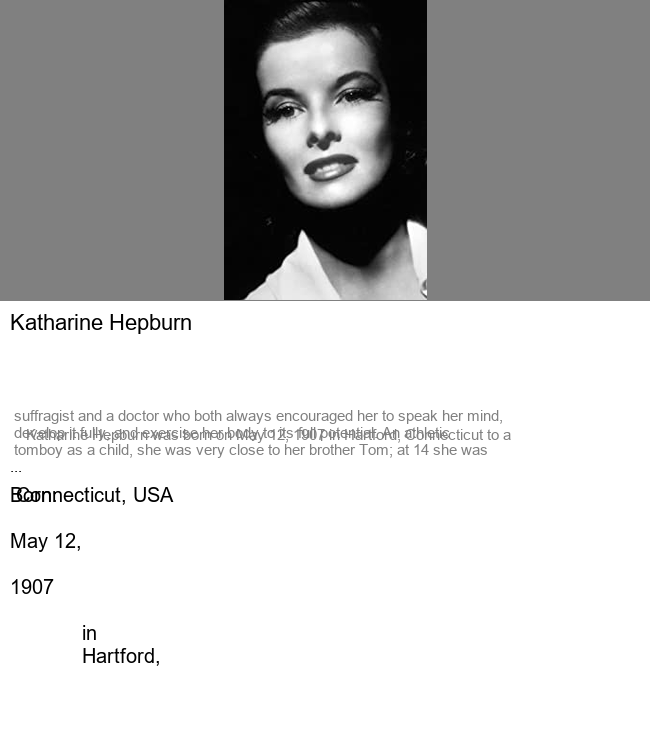 Katharine Hepburn
suffragist and a doctor who both always encouraged her to speak her mind,
develop it fully, and exercise her body to its full potential. An athletic
Katharine Hepburn was born on May 12, 1907 in Hartford, Connecticut to a
tomboy as a child, she was very close to her brother Tom; at 14 she was
...
Born:
Connecticut, USA
May 12,
1907
in
Hartford,